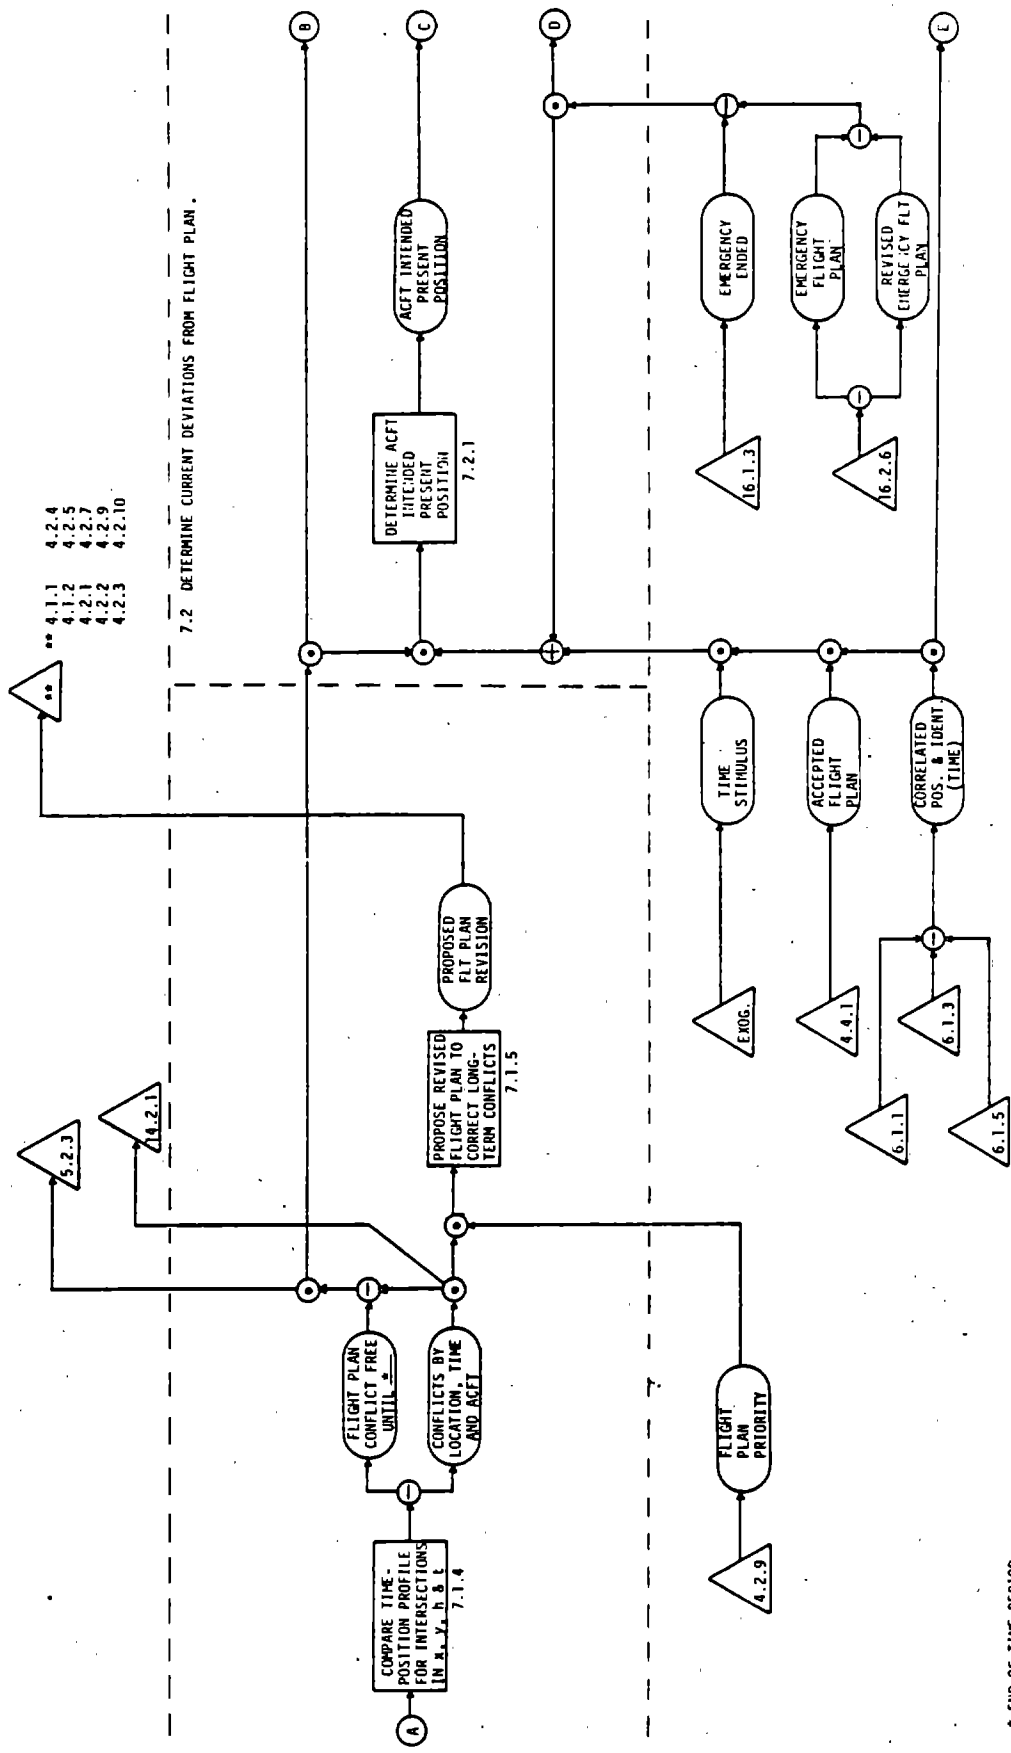 5.2.3
14.2.1
**
** 4.1.1 4.2.4
4.1.2 4.2.5
4.2.1 4.2.7
4.2.2 4.2.9
4.2.3 4.2.10
7.2 DETERMINE CURRENT DEVIATIONS FROM FLIGHT PLAN.
A
COMPARE TIME-
POSITION PROFILE
FOR INTERSECTIONS
IN x, y, h & t
7.1.4
FLIGHT PLAN
CONFLICT FREE
UNTIL *
CONFLICTS BY
LOCATION, TIME
AND ACFT
PROPOSE REVISED
FLIGHT PLAN TO
CORRECT LONG-
TERM CONFLICTS
7.1.5
PROPOSED
FLT PLAN
REVISION
B
DETERMINE ACFT
INTENDED
PRESENT
POSITION
7.2.1
ACFT INTENDED
PRESENT
POSITION
C
D
4.2.9
FLIGHT
PLAN
PRIORITY
EXOG.
TIME
STIMULUS
4.4.1
ACCEPTED
FLIGHT
PLAN
6.1.1
6.1.3
6.1.5
CORRELATED
POS. & IDENT.
(TIME)
16.1.3
EMERGENCY
ENDED
16.2.6
EMERGENCY
FLIGHT
PLAN
REVISED
EMERGENCY FLT
PLAN
E
* END OF TIME PERIOD